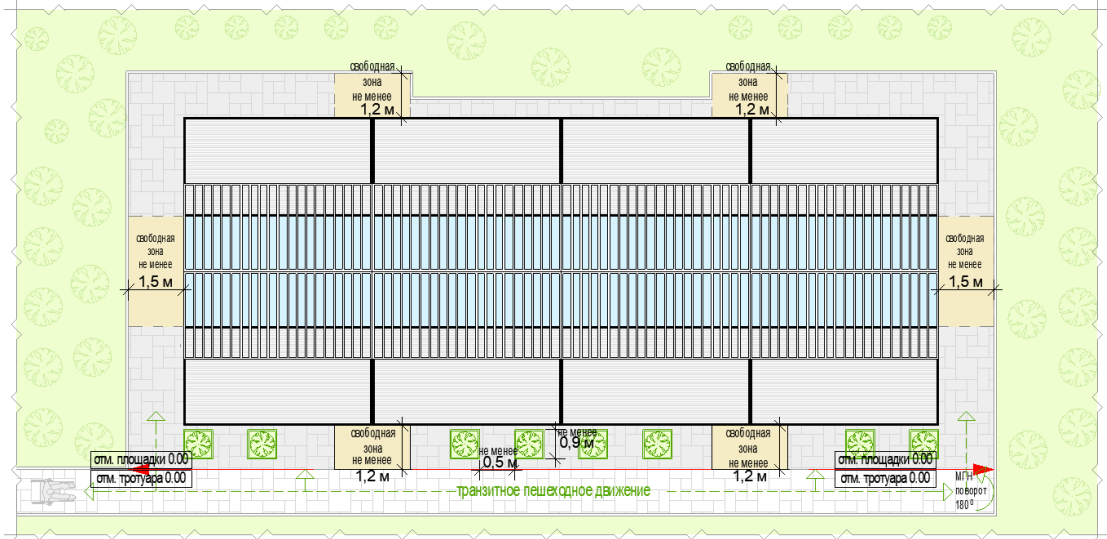 свободная
зона
не менее
1,2 м
свободная
зона
не менее
1,2 м
свободная
зона
не менее
1,5 м
свободная
зона
не менее
1,5 м
свободная
зона
не менее
1,2 м
не менее
0,5 м
не менее
0,9 м
свободная
зона
не менее
1,2 м
отм. площадки 0.00
отм. тротуара 0.00
отм. площадки 0.00
отм. тротуара 0.00
транзитное пешеходное движение
МГН
поворот
180°